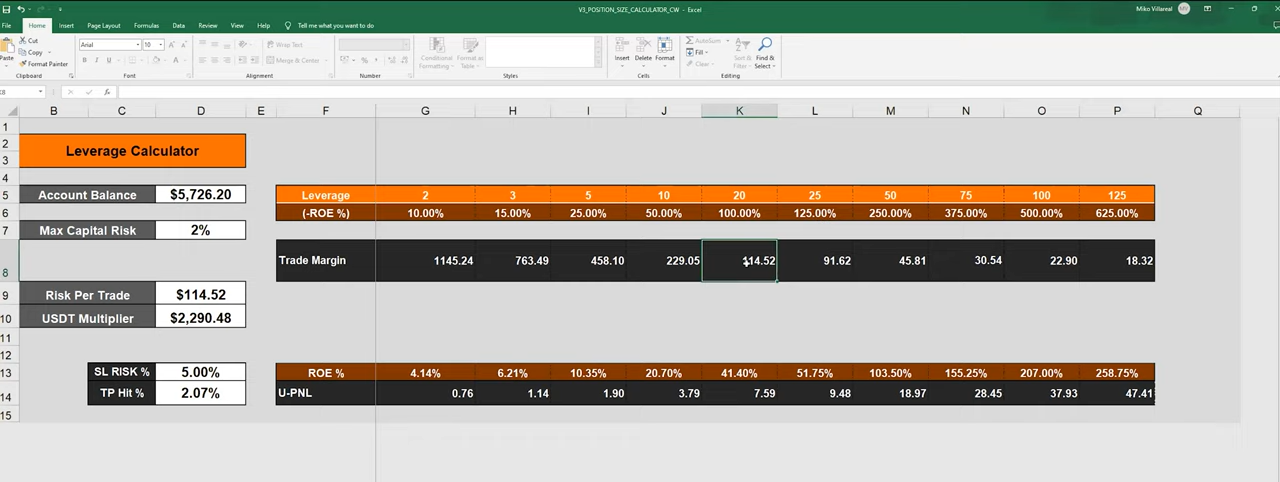 V3_POSITION_SIZE_CALCULATOR_CW - Excel
Miko Villareal MV
File Home Insert Page Layout Formulas Data Review View Help Tell me what you want to do
Cut
Copy
Format Painter
Paste
Arial 10
B I U
Wrap Text
Merge & Center
Conditional Formatting
Format as Table
Insert Delete Format
AutoSum
Fill
Clear
Sort & Filter
Find & Select
Clipboard Font Alignment Number Styles Cells Editing
K8 fx
B C D E F G H I J K L M N O P Q
1
2
Leverage Calculator
3
4
5 Account Balance $5,726.20 Leverage 2 3 5 10 20 25 50 75 100 125
6 (-ROE %) 10.00% 15.00% 25.00% 50.00% 100.00% 125.00% 250.00% 375.00% 500.00% 625.00%
7 Max Capital Risk 2%
8 Trade Margin 1145.24 763.49 458.10 229.05 114.52 91.62 45.81 30.54 22.90 18.32
9 Risk Per Trade $114.52
10 USDT Multiplier $2,290.48
11
12
13 SL RISK % 5.00% ROE % 4.14% 6.21% 10.35% 20.70% 41.40% 51.75% 103.50% 155.25% 207.00% 258.75%
14 TP Hit % 2.07% U-PNL 0.76 1.14 1.90 3.79 7.59 9.48 18.97 28.45 37.93 47.41
15